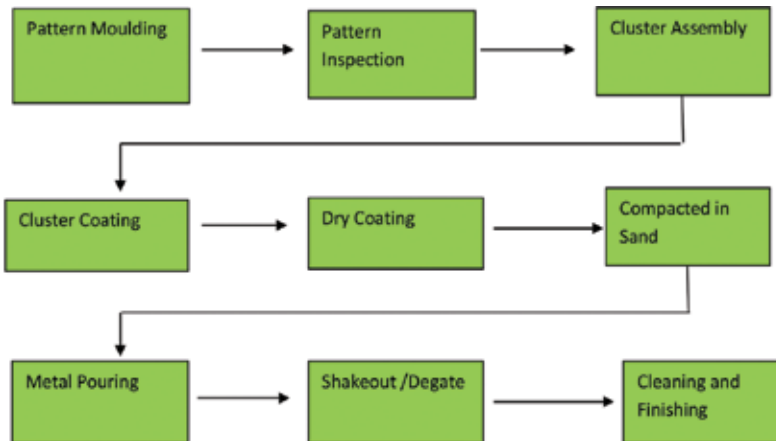 Pattern Moulding
Pattern
Inspection
Cluster Assembly
Cluster Coating
Dry Coating
Compacted in
Sand
Metal Pouring
Shakeout /Degate
Cleaning and
Finishing